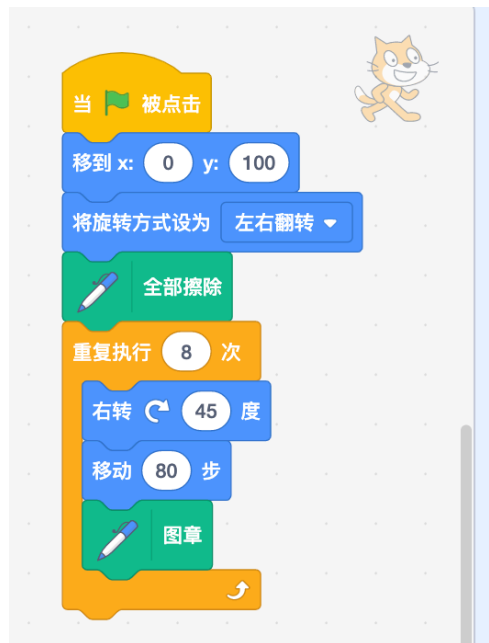 当 被点击
移到 x: 0 y: 100
将旋转方式设为 左右翻转
全部擦除
重复执行 8 次
右转 45 度
移动 80 步
图章